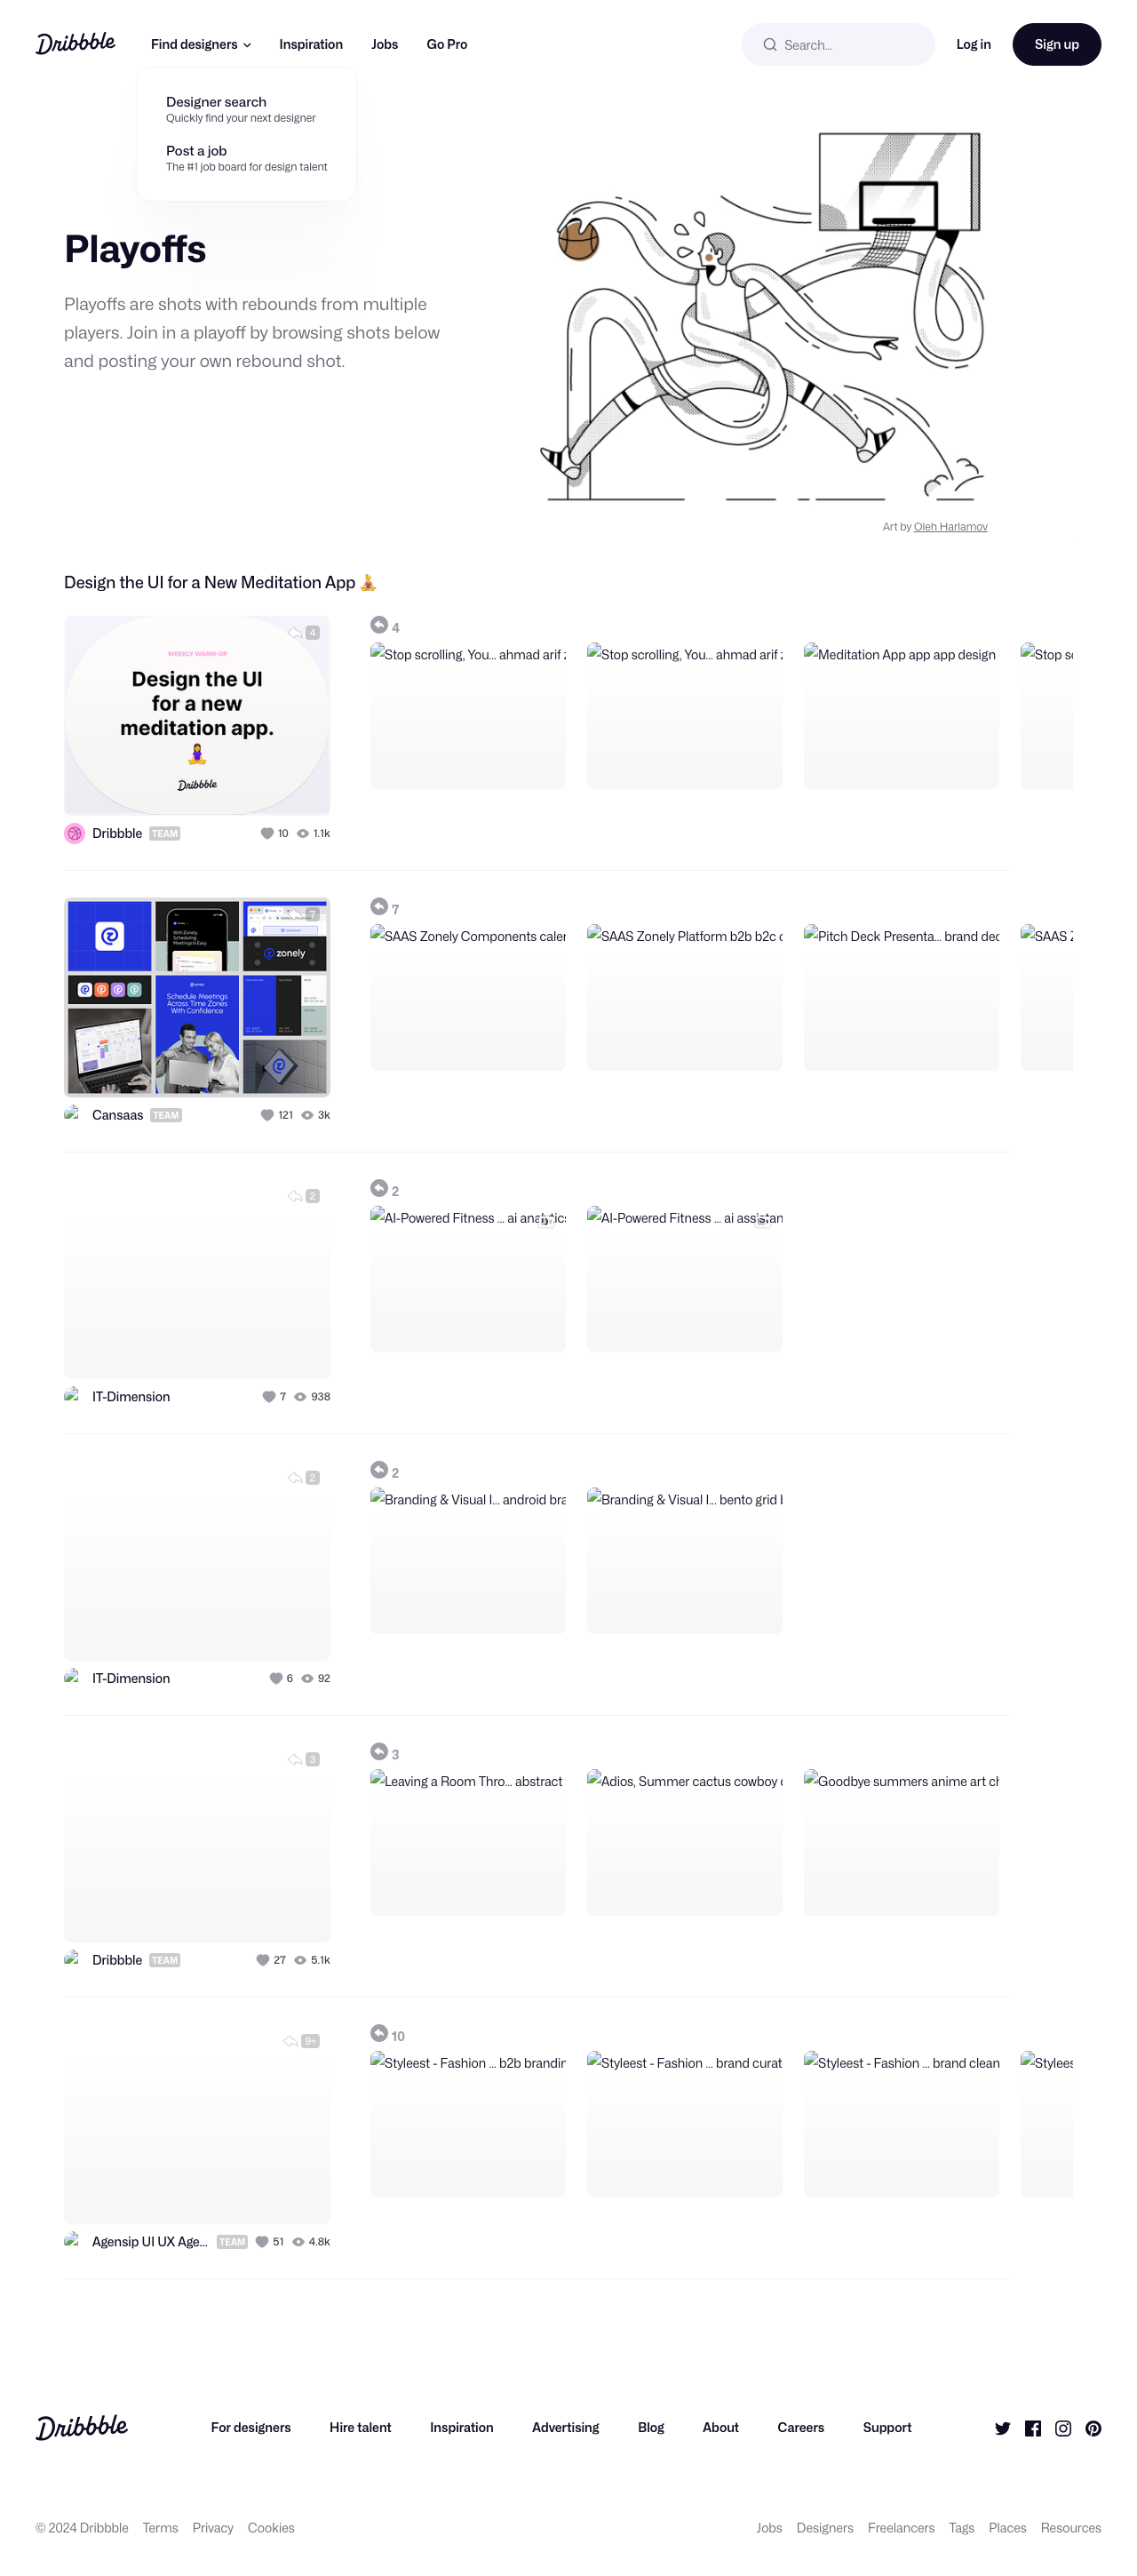 Dribbble
Find designers
Inspiration
Jobs
Go Pro
Search...
Log in
Sign up
Designer search
Quickly find your next designer
Post a job
The #1 job board for design talent
Playoffs
Playoffs are shots with rebounds from multiple
players. Join in a playoff by browsing shots below
and posting your own rebound shot.
Art by Oleh Harlamov
Design the UI for a New Meditation App 🧘
4
WEEKLY WARM-UP
Design the UI
for a new
meditation app.
Dribbble
Dribbble TEAM
10 1.1k
4
Stop scrolling, You... ahmad arif
Stop scrolling, You... ahmad arif
Meditation App app app design
Stop
7
With Zonely,
Scheduling
Meetings is Easy
zonely
Schedule Meetings
Across Time Zones
With Confidence
Cansaas TEAM
121 3k
7
SAAS Zonely Components
SAAS Zonely Platform b2b b2c
Pitch Deck Presenta... brand
SAAS
2
IT-Dimension
7 938
2
AI-Powered Fitness ... ai
AI-Powered Fitness ... ai
2
IT-Dimension
6 92
2
Branding & Visual I... android
Branding & Visual I... bento grid
3
Dribbble TEAM
27 5.1k
3
Leaving a Room Thro... abstract
Adios, Summer cactus cowboy
Goodbye summers anime art
9+
Agensip UI UX Age... TEAM
51 4.8k
10
Styleest - Fashion ... b2b
Styleest - Fashion ... brand
Styleest - Fashion ... brand clean
Dribbble
For designers
Hire talent
Inspiration
Advertising
Blog
About
Careers
Support
© 2024 Dribbble
Terms
Privacy
Cookies
Jobs
Designers
Freelancers
Tags
Places
Resources